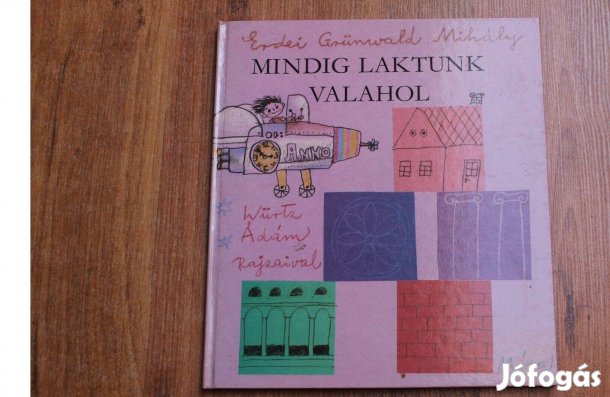 Erdei Grünwald Mihály
MINDIG LAKTUNK
VALAHOL
ANNO
Würtz
Ádám
Rajzaival
Jófogás